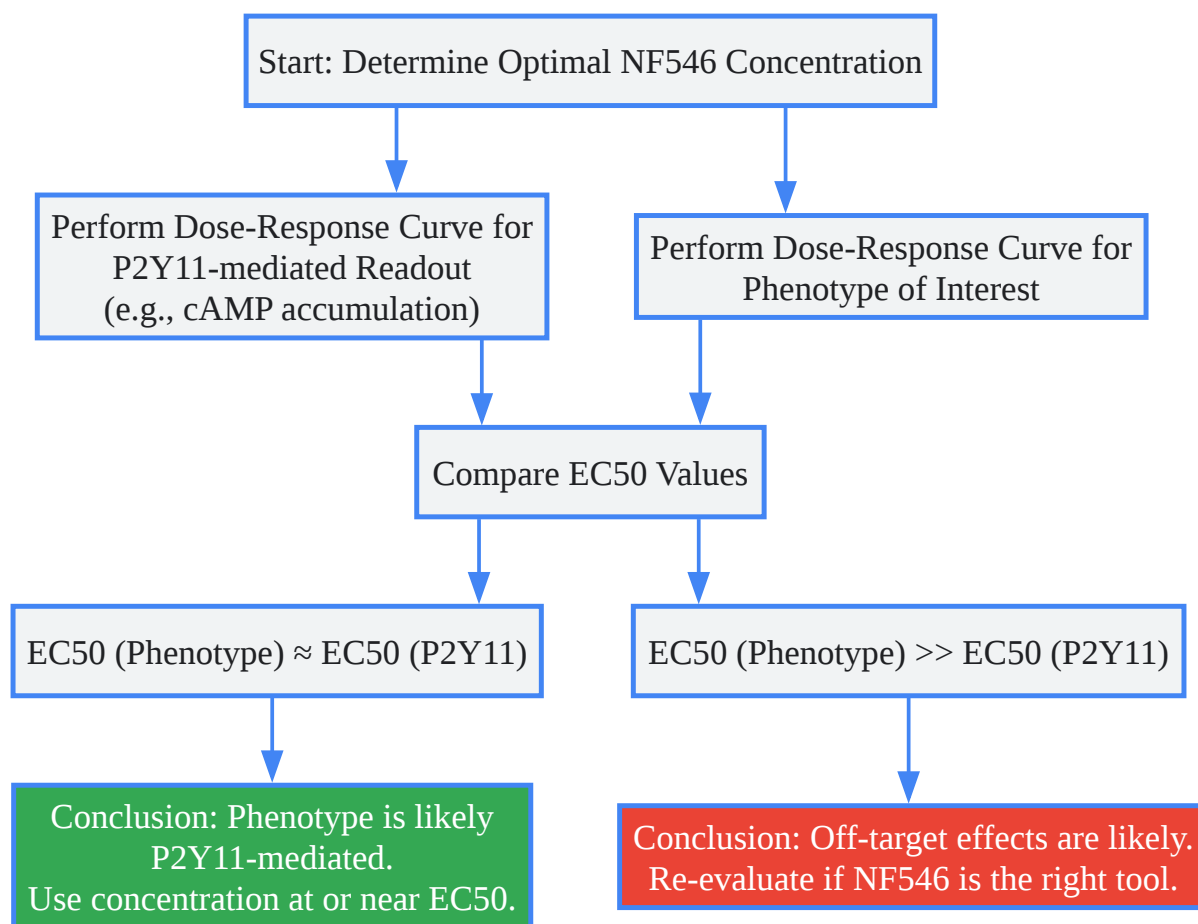 Start: Determine Optimal NF546 Concentration
Perform Dose-Response Curve for
P2Y11-mediated Readout
(e.g., cAMP accumulation)
Perform Dose-Response Curve for
Phenotype of Interest
Compare EC50 Values
EC50 (Phenotype) ≈ EC50 (P2Y11)
EC50 (Phenotype) >> EC50 (P2Y11)
Conclusion: Phenotype is likely
P2Y11-mediated.
Use concentration at or near EC50.
Conclusion: Off-target effects are likely.
Re-evaluate if NF546 is the right tool.